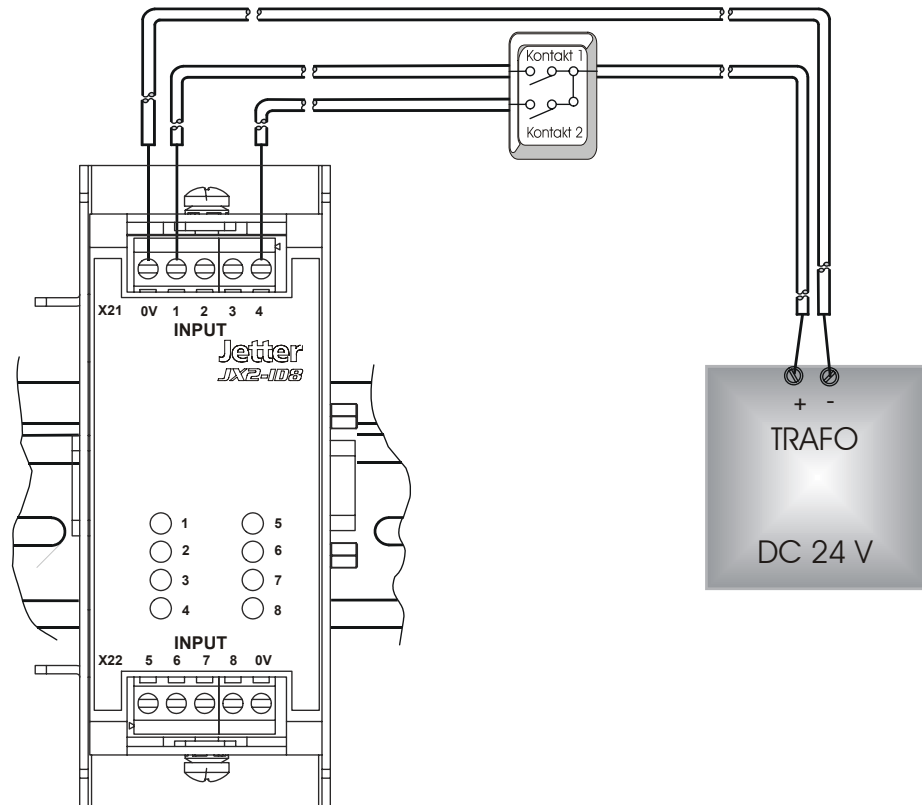 Kontakt 1
Kontakt 2
X21 0V 1 2 3 4
INPUT
Jetter
JX2-ID8
+ -
TRAFO
DC 24 V
1 5
2 6
3 7
4 8
INPUT
X22 5 6 7 8 0V